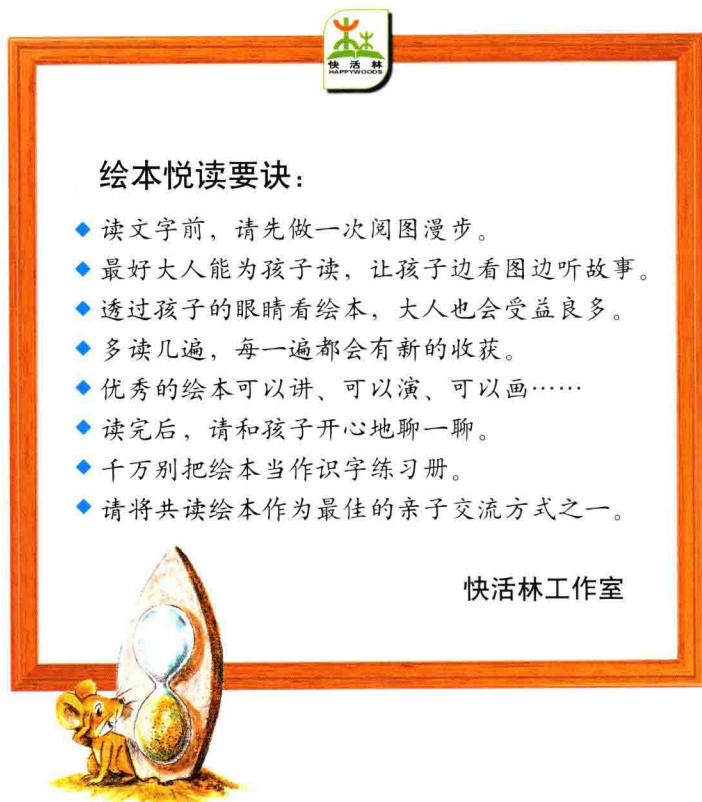 快活林
HAPPYWOODS
绘本悦读要诀：
◆ 读文字前，请先做一次阅图漫步。
◆ 最好大人能为孩子读，让孩子边看图边听故事。
◆ 透过孩子的眼睛看绘本，大人也会受益良多。
◆ 多读几遍，每一遍都会有新的收获。
◆ 优秀的绘本可以讲、可以演、可以画……
◆ 读完后，请和孩子开心地聊一聊。
◆ 千万别把绘本当作识字练习册。
◆ 请将共读绘本作为最佳的亲子交流方式之一。
快活林工作室